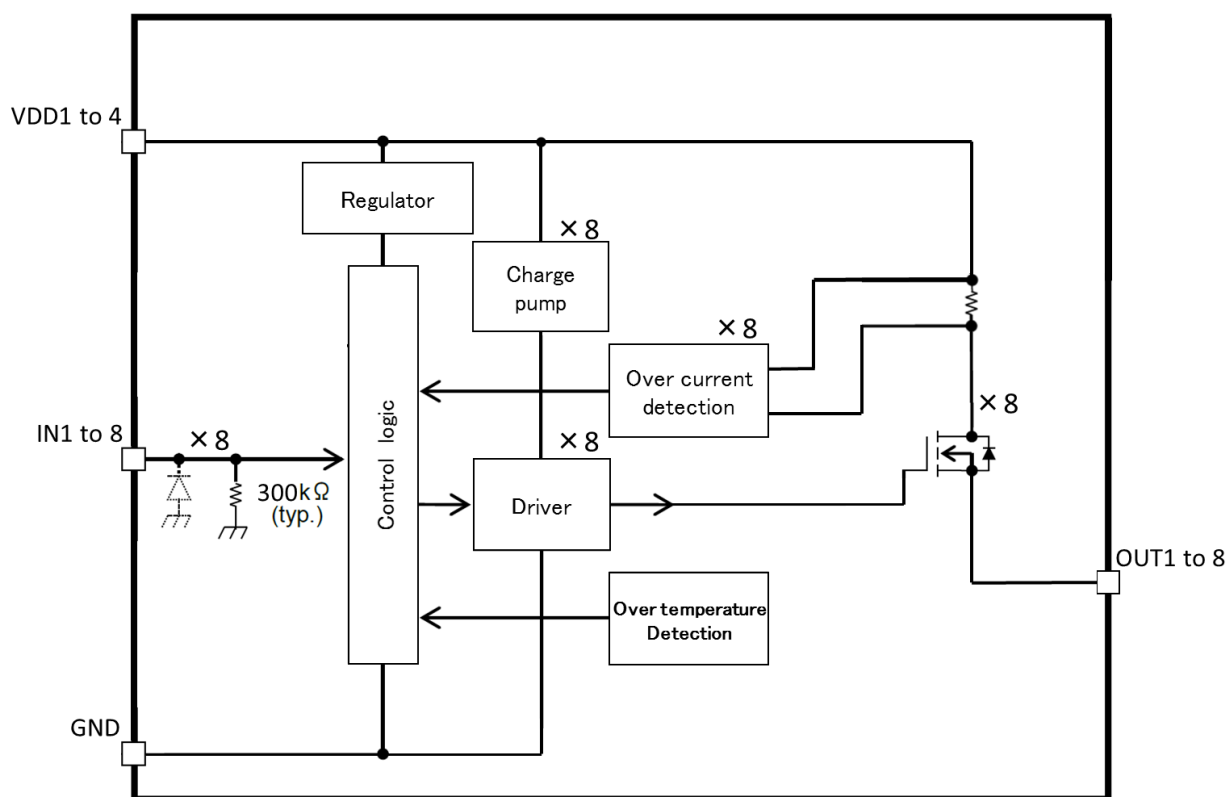 VDD1 to 4
Regulator
× 8
Charge
pump
× 8
Over current
detection
× 8
IN1 to 8
× 8
300kΩ
(typ.)
Control logic
× 8
Driver
OUT1 to 8
Over temperature
Detection
GND